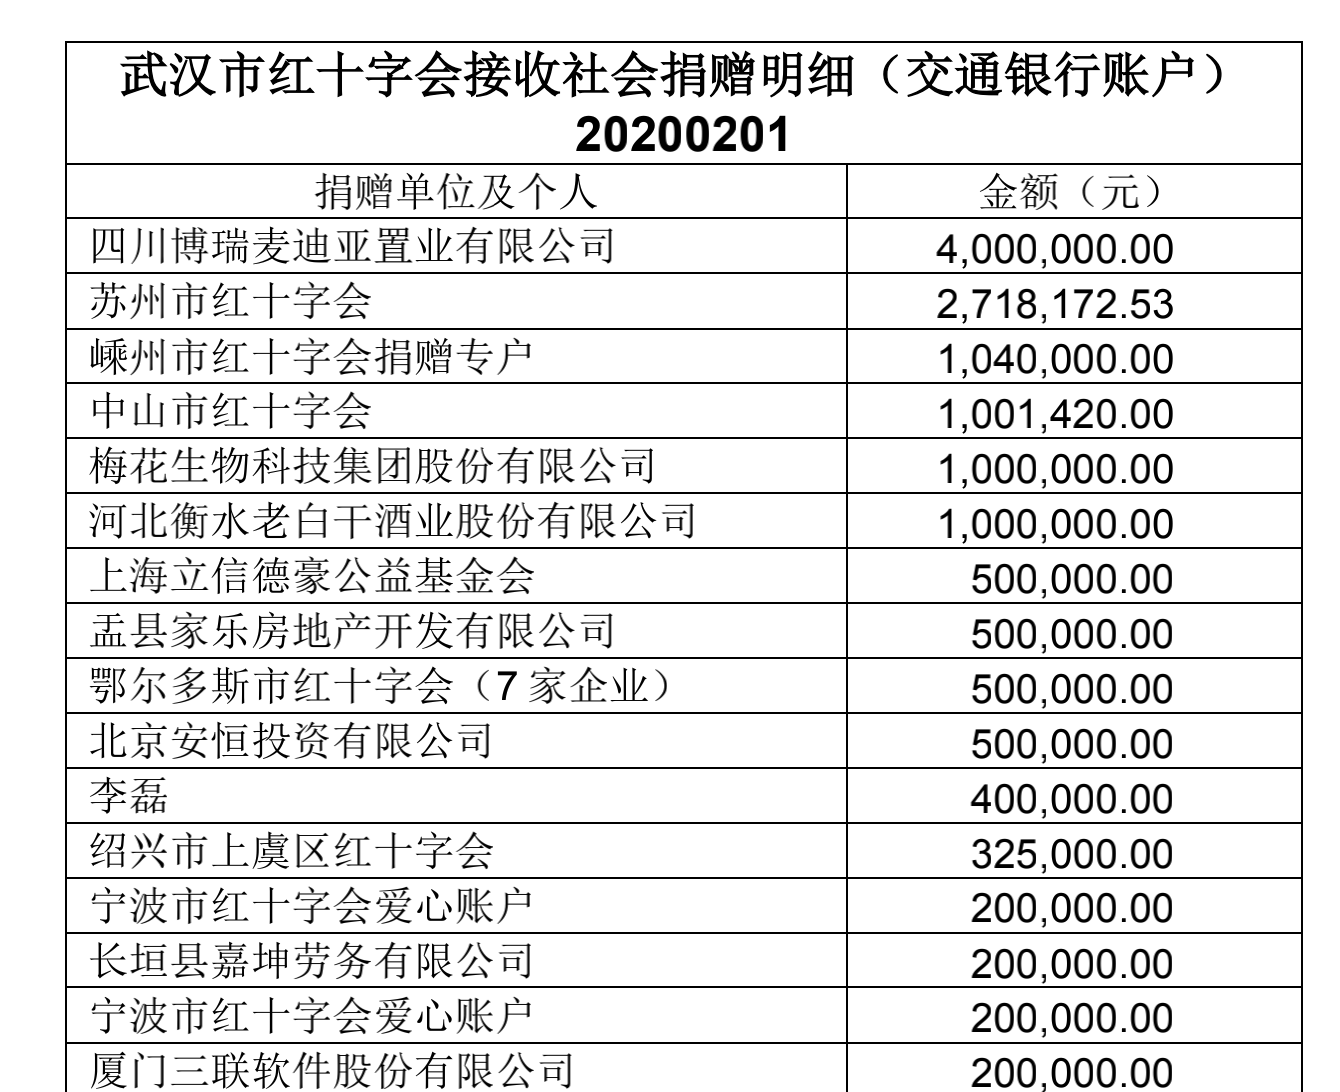 武汉市红十字会接收社会捐赠明细（交通银行账户）
20200201
捐赠单位及个人 金额（元）
四川博瑞麦迪亚置业有限公司 4,000,000.00
苏州市红十字会 2,718,172.53
嵊州市红十字会捐赠专户 1,040,000.00
中山市红十字会 1,001,420.00
梅花生物科技集团股份有限公司 1,000,000.00
河北衡水老白干酒业股份有限公司 1,000,000.00
上海立信德豪公益基金会 500,000.00
盂县家乐房地产开发有限公司 500,000.00
鄂尔多斯市红十字会（7 家企业） 500,000.00
北京安恒投资有限公司 500,000.00
李磊 400,000.00
绍兴市上虞区红十字会 325,000.00
宁波市红十字会爱心账户 200,000.00
长垣县嘉坤劳务有限公司 200,000.00
宁波市红十字会爱心账户 200,000.00
厦门三联软件股份有限公司 200,000.00